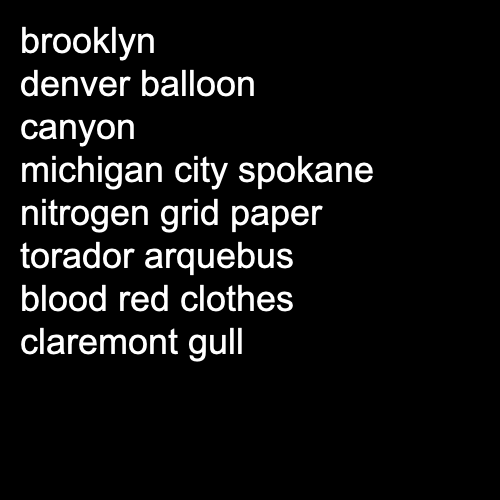 brooklyn
denver balloon
canyon
michigan city spokane
nitrogen grid paper
torador arquebus
blood red clothes
claremont gull